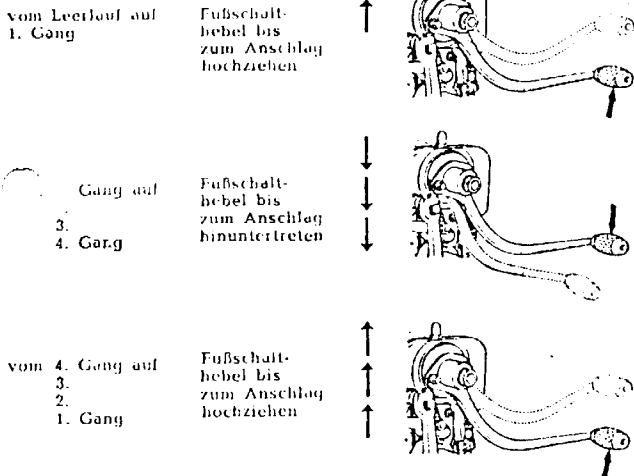 vom Leerlauf auf
1. Gang
Fußschalt-
hebel bis
zum Anschlag
hochziehen
Gang auf
3.
4. Gang
Fußschalt-
hebel bis
zum Anschlag
hinuntertreten
vom 4. Gang auf
3.
2.
1. Gang
Fußschalt-
hebel bis
zum Anschlag
hochziehen